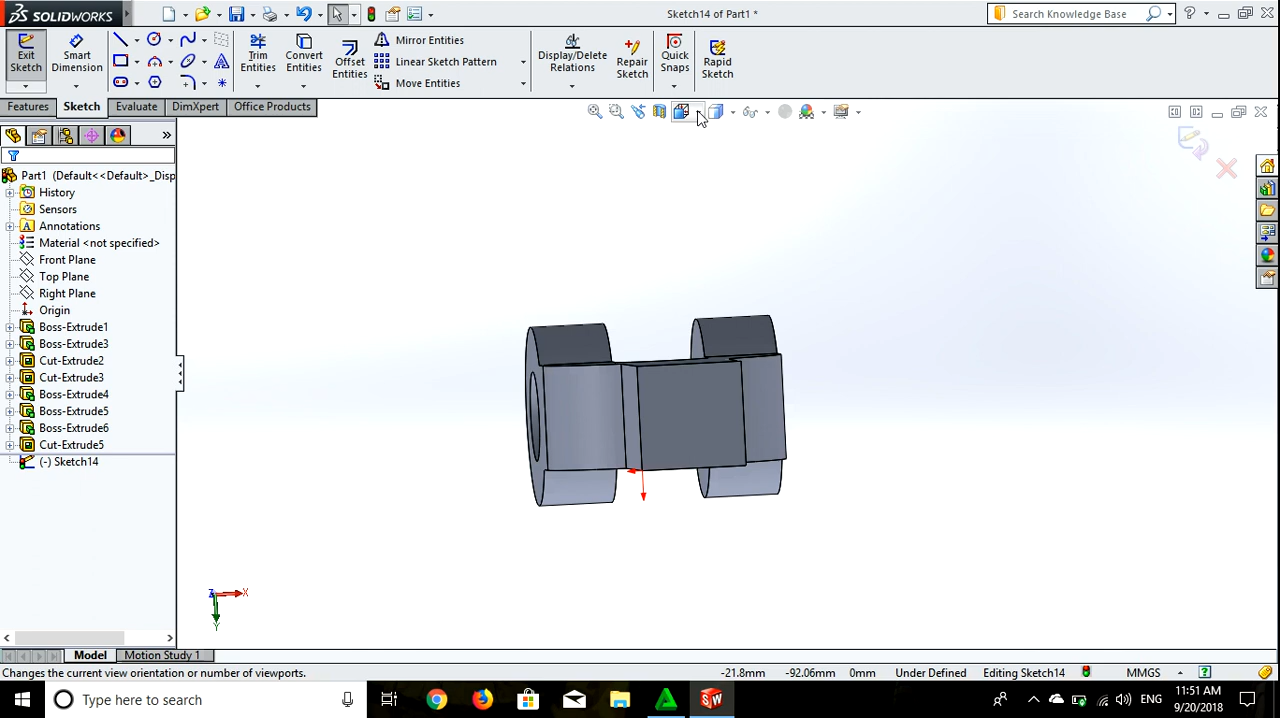 SOLIDWORKS
Sketch14 of Part1 *
Search Knowledge Base
Exit Sketch
Smart Dimension
Trim Entities
Convert Entities
Offset Entities
Mirror Entities
Linear Sketch Pattern
Move Entities
Display/Delete Relations
Repair Sketch
Quick Snaps
Rapid Sketch
Features
Sketch
Evaluate
DimXpert
Office Products
Part1 (Default<<Default>_Disp
History
Sensors
Annotations
Material <not specified>
Front Plane
Top Plane
Right Plane
Origin
Boss-Extrude1
Boss-Extrude3
Cut-Extrude2
Cut-Extrude3
Boss-Extrude4
Boss-Extrude5
Boss-Extrude6
Cut-Extrude5
(-) Sketch14
Z X
Y
Model
Motion Study 1
Changes the current view orientation or number of viewports.
-21.8mm
-92.06mm
0mm
Under Defined
Editing Sketch14
MMGS
Type here to search
ENG
11:51 AM
9/20/2018